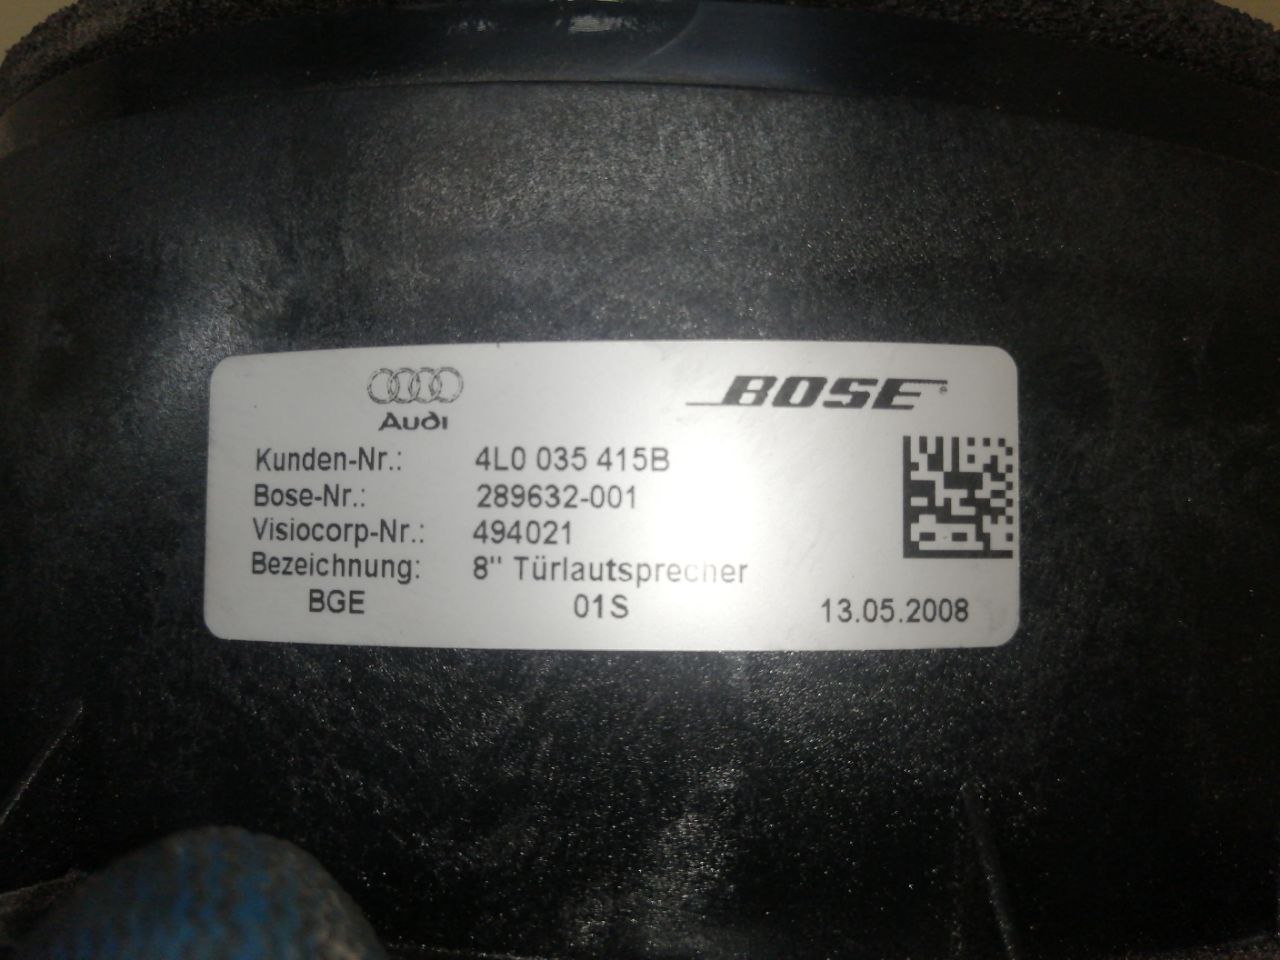 Audi BOSE
Kunden-Nr.: 4L0 035 415B
Bose-Nr.: 289632-001
Visiocorp-Nr.: 494021
Bezeichnung: 8" Türlautsprecher
BGE 01S 13.05.2008